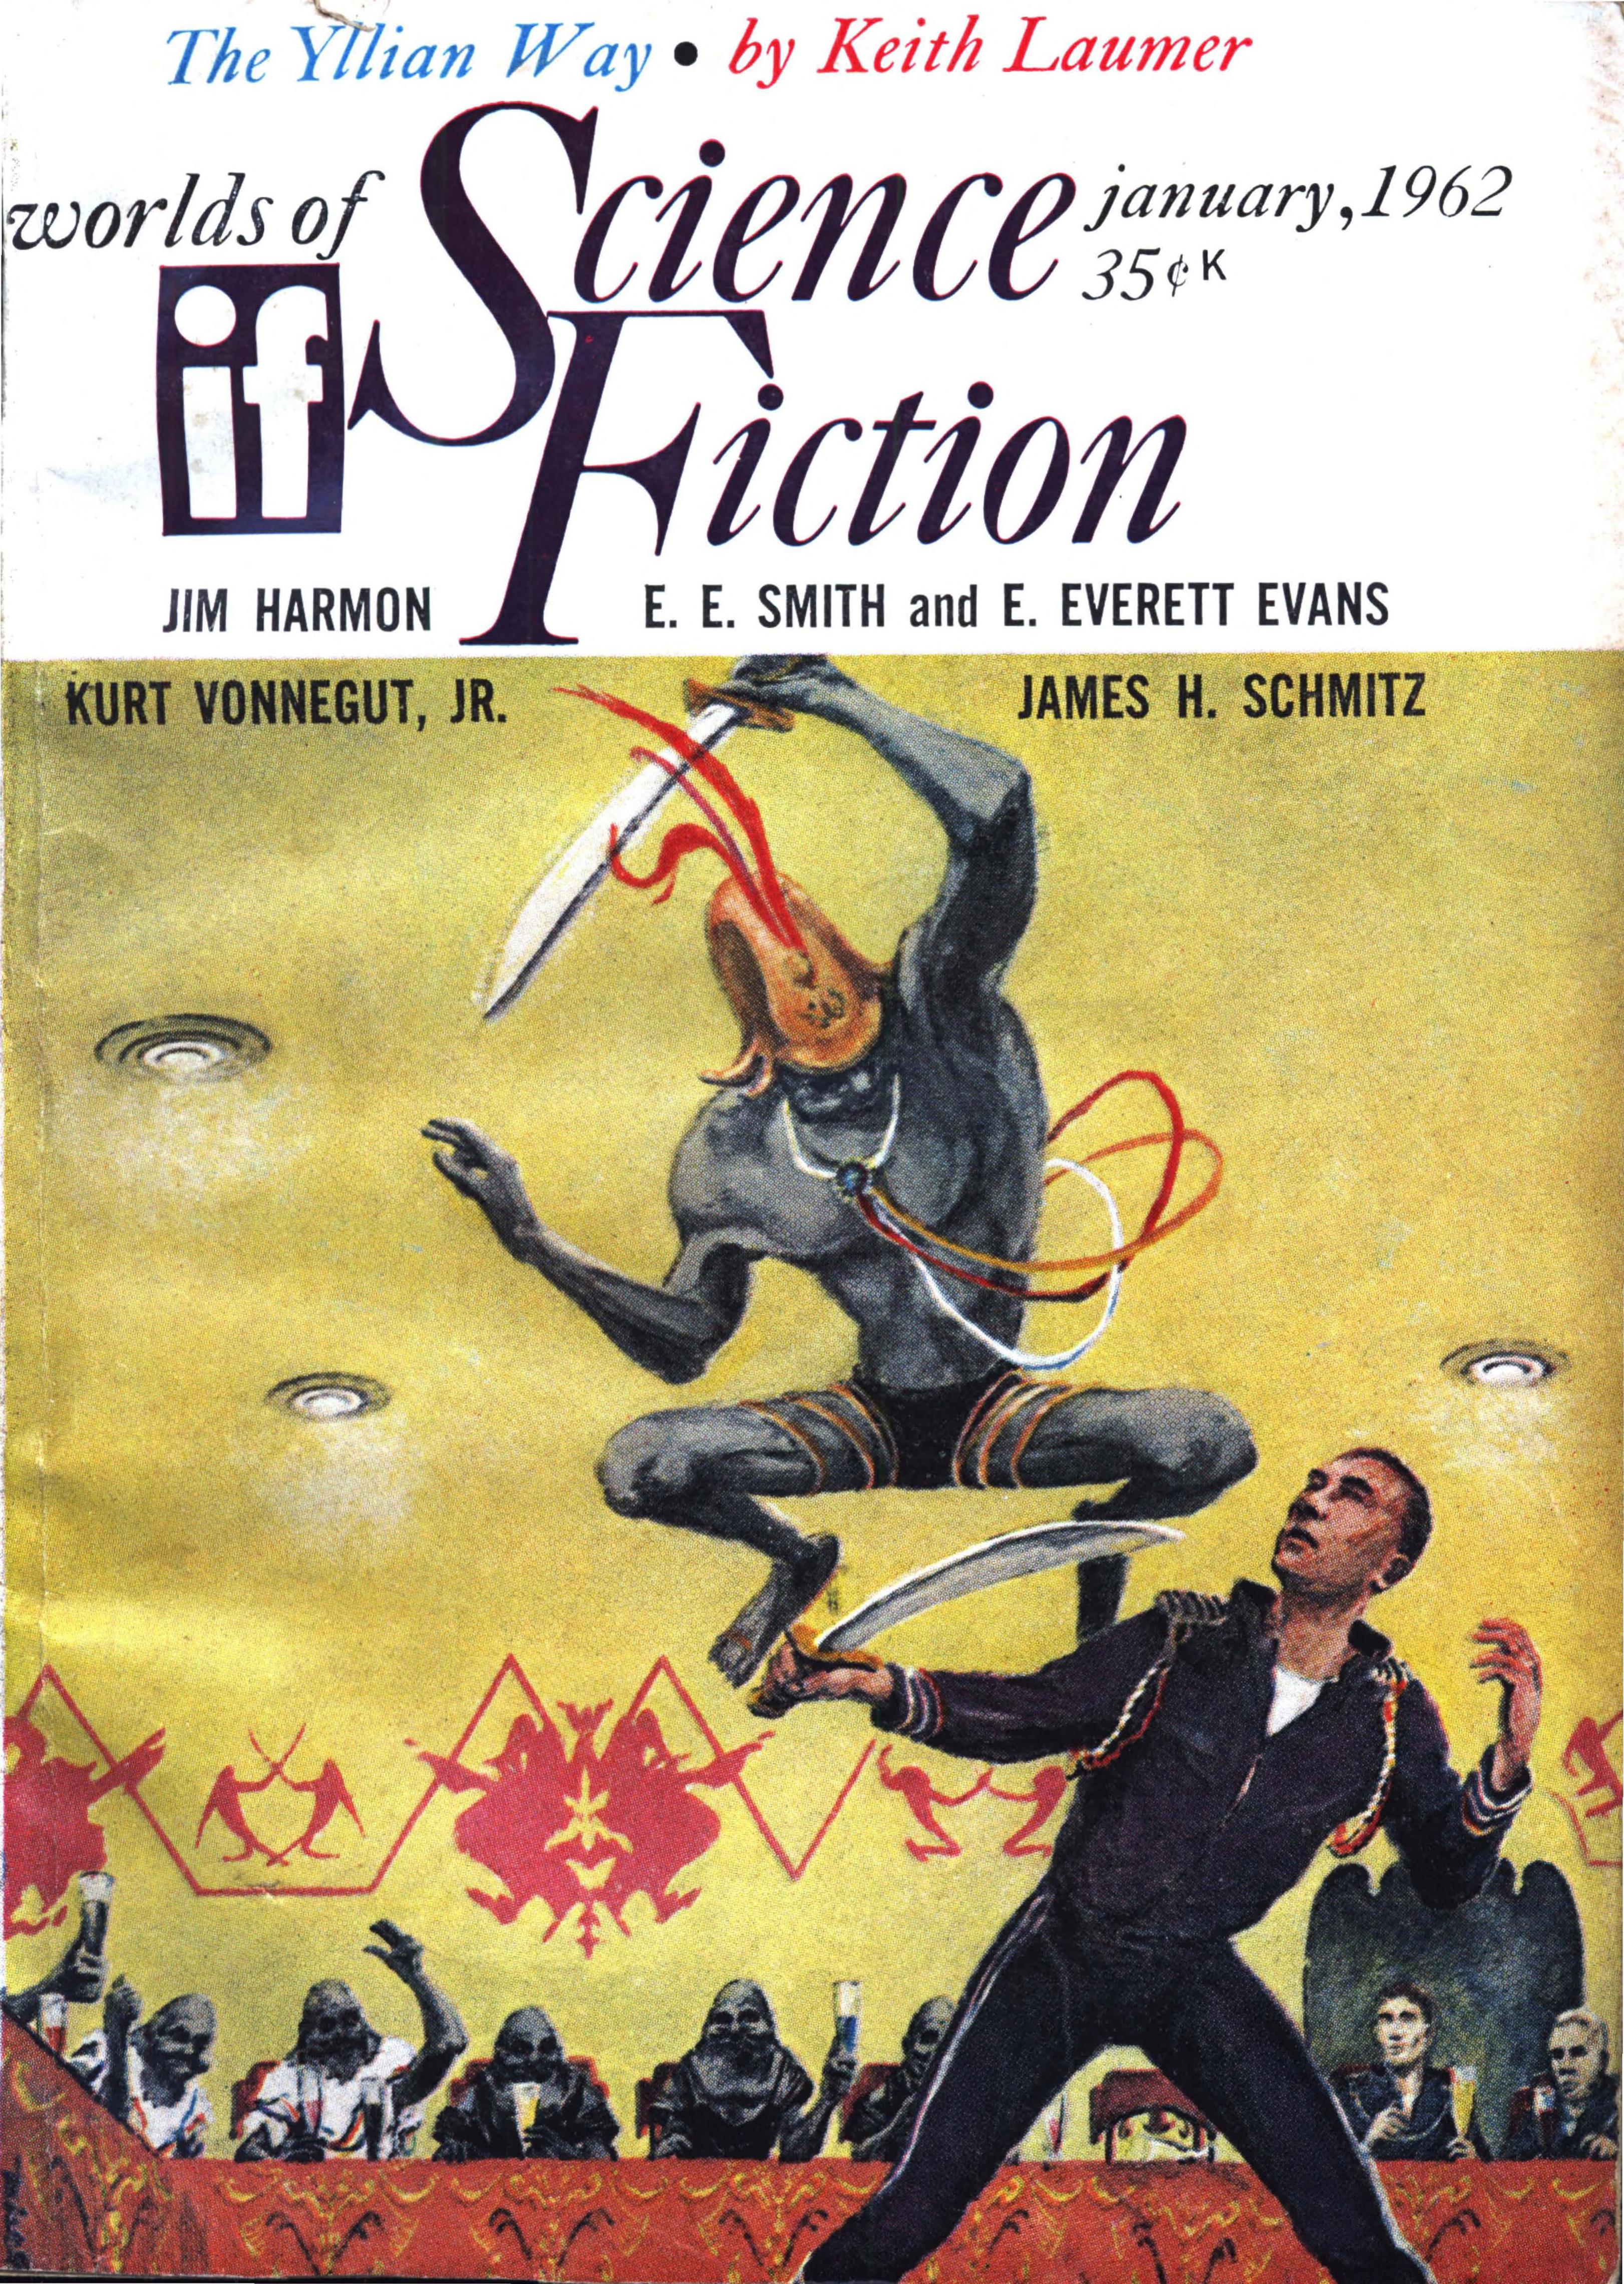 The Yllian Way • by Keith Laumer
worlds of
if
Science
Fiction
january, 1962
35¢ K
JIM HARMON
E. E. SMITH and E. EVERETT EVANS
KURT VONNEGUT, JR.
JAMES H. SCHMITZ